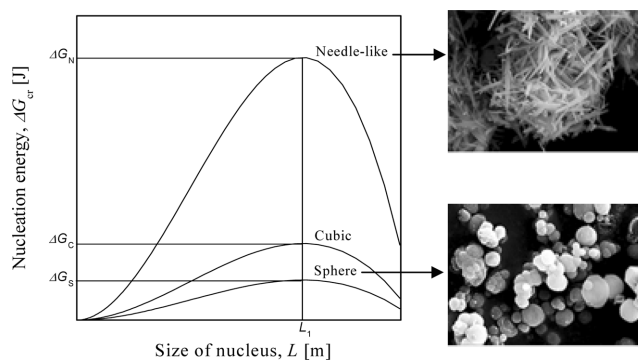 Nucleation energy, ΔG_cr [J]
ΔG_N
ΔG_C
ΔG_S
Needle-like
Cubic
Sphere
L_1
Size of nucleus, L [m]